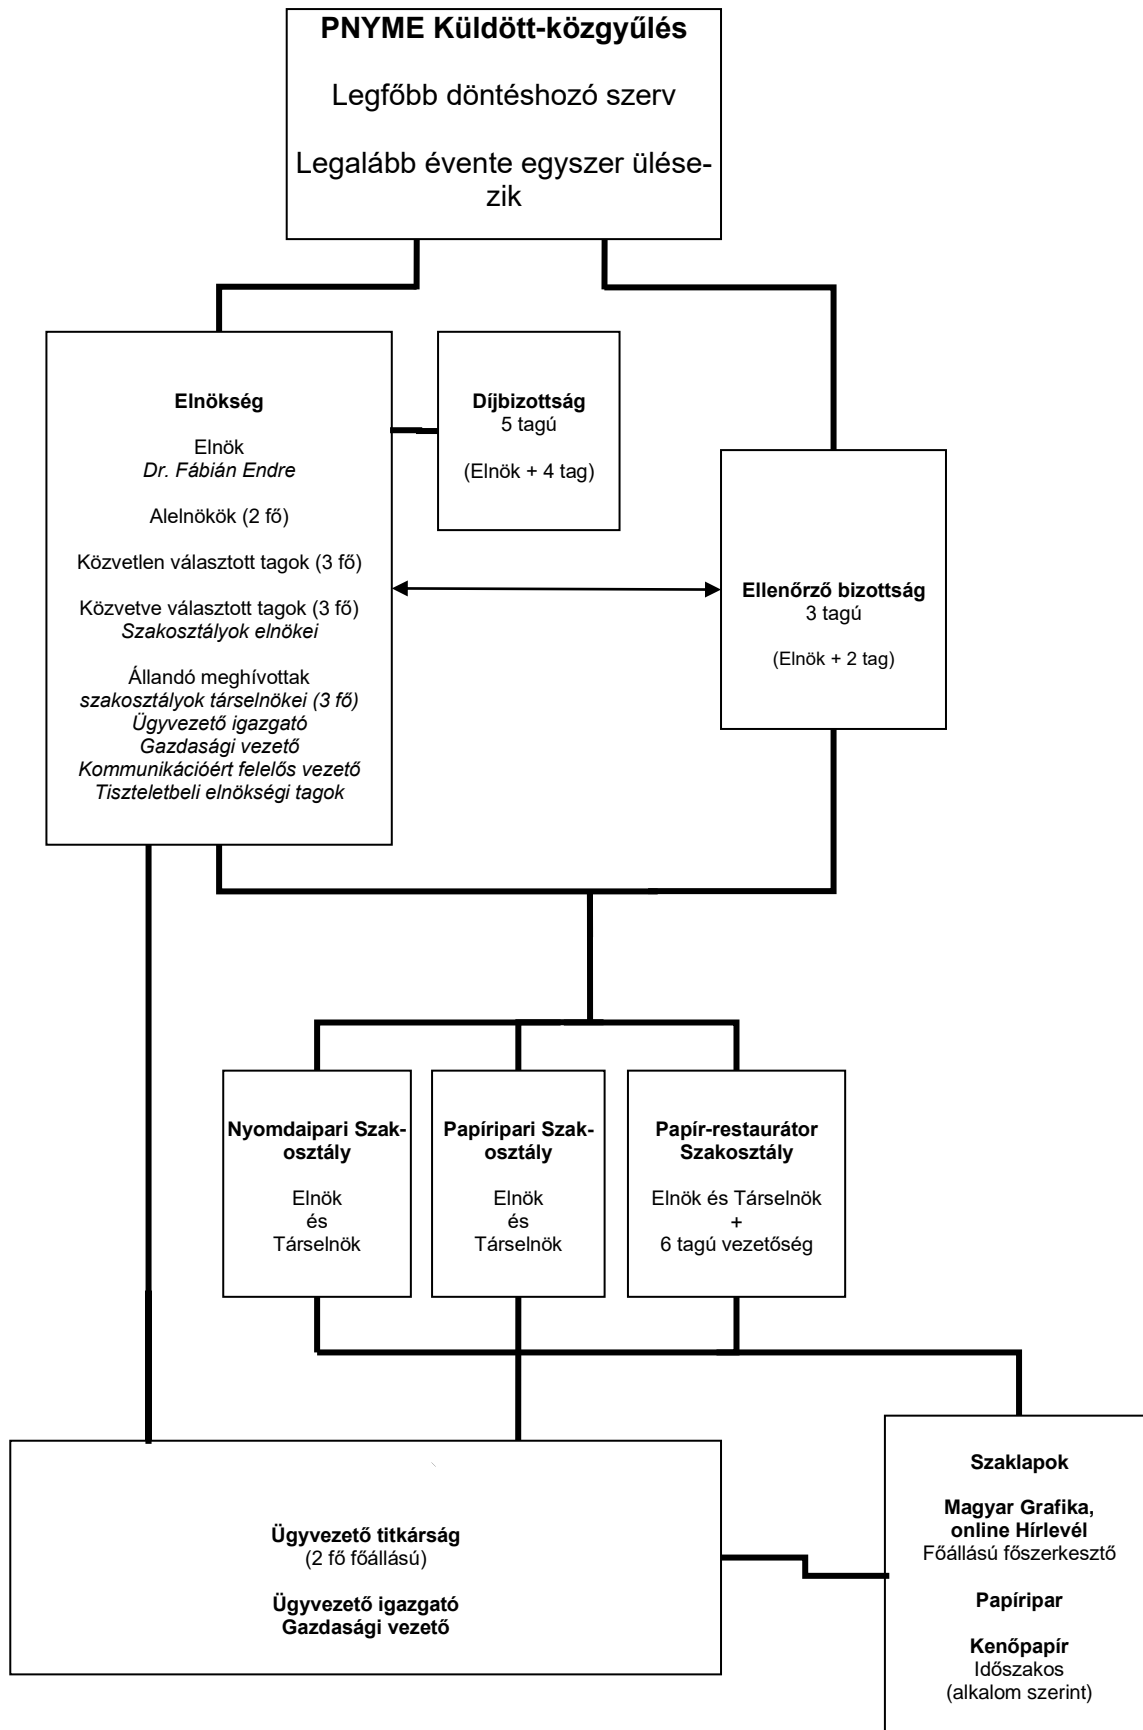 PNYME Küldött-közgyűlés
Legfőbb döntéshozó szerv
Legalább évente egyszer ülése-
zik
Elnökség
Elnök
Dr. Fábián Endre
Alelnökök (2 fő)
Közvetlen választott tagok (3 fő)
Közvetve választott tagok (3 fő)
Szakosztályok elnökei
Állandó meghívottak
szakosztályok társelnökei (3 fő)
Ügyvezető igazgató
Gazdasági vezető
Kommunikációért felelős vezető
Tiszteletbeli elnökségi tagok
Díjbizottság
5 tagú
(Elnök + 4 tag)
Ellenőrző bizottság
3 tagú
(Elnök + 2 tag)
Nyomdaipari Szak-
osztály
Elnök
és
Társelnök
Papíripari Szak-
osztály
Elnök
és
Társelnök
Papír-restaurátor
Szakosztály
Elnök és Társelnök
+
6 tagú vezetőség
Ügyvezető titkárság
(2 fő főállású)
Ügyvezető igazgató
Gazdasági vezető
Szaklapok
Magyar Grafika,
online Hírlevél
Főállású főszerkesztő
Papíripar
Kenőpapír
Időszakos
(alkalom szerint)